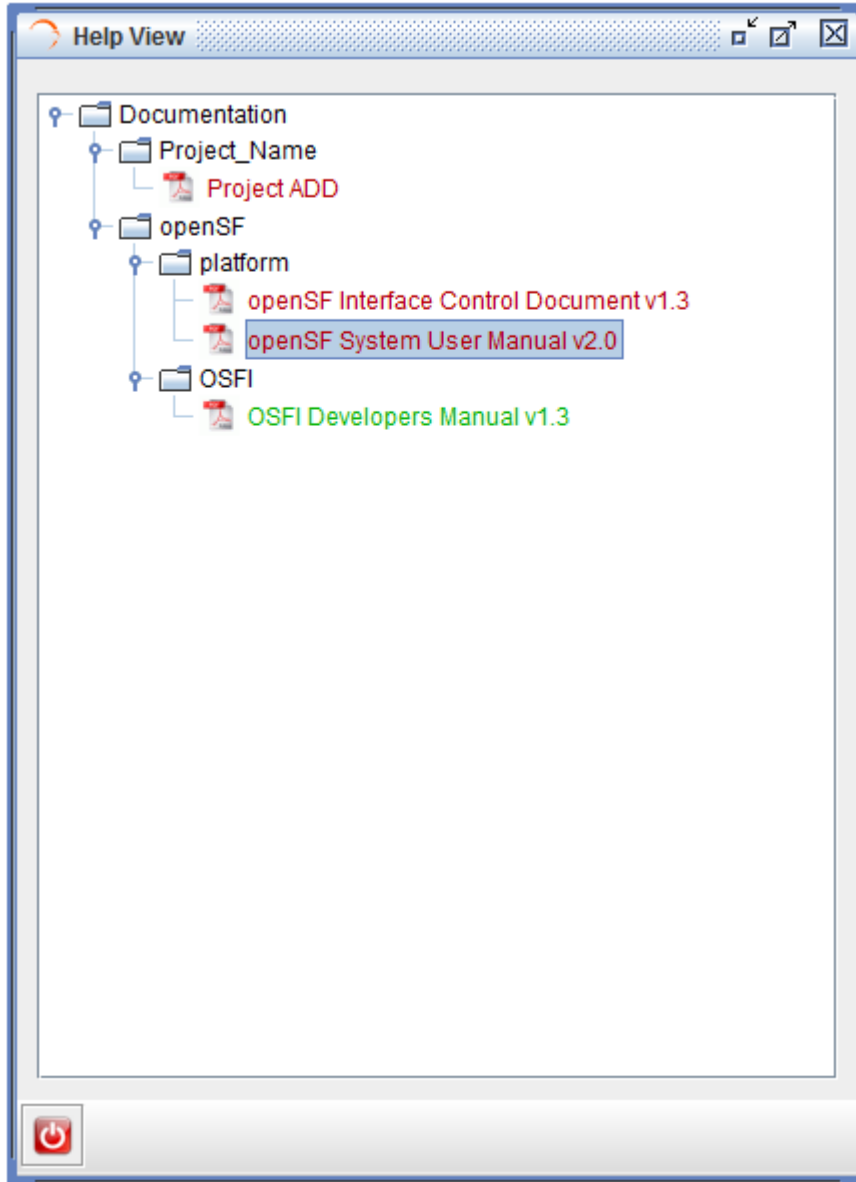 Help View
Documentation
Project_Name
Project ADD
openSF
platform
openSF Interface Control Document v1.3
openSF System User Manual v2.0
OSFI
OSFI Developers Manual v1.3